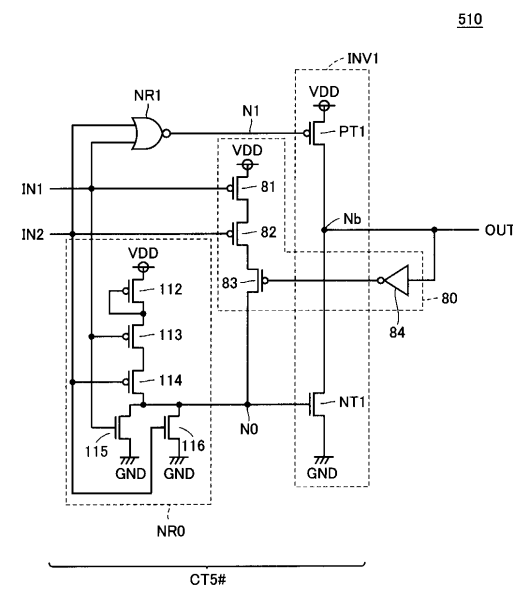 510
INV1
NR1
VDD
N1
PT1
VDD
IN1
81
IN2
82
Nb
OUT
VDD
112
83
84
80
113
114
N0
NT1
115
116
GND
GND
GND
NR0
CT5#